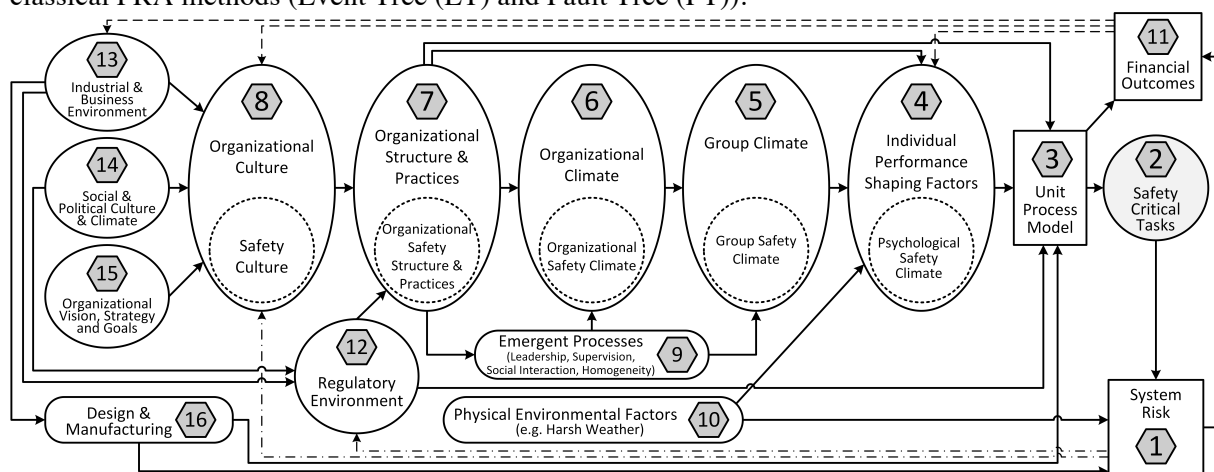 classical PRA methods (Event Tree (ET) and Fault Tree (FT)).
13
Industrial &
Business
Environment
14
Social &
Political Culture
& Climate
15
Organizational
Vision, Strategy
and Goals
8
Organizational
Culture
Safety
Culture
7
Organizational
Structure &
Practices
Organizational
Safety
Structure &
Practices
6
Organizational
Climate
Organizational
Safety Climate
5
Group Climate
Group Safety
Climate
4
Individual
Performance
Shaping Factors
Psychological
Safety
Climate
3
Unit
Process
Model
11
Financial
Outcomes
2
Safety
Critical
Tasks
12
Regulatory
Environment
Emergent Processes
(Leadership, Supervision,
Social Interaction, Homogeneity)
9
Design &
Manufacturing
16
Physical Environmental Factors
(e.g. Harsh Weather)
10
System
Risk
1